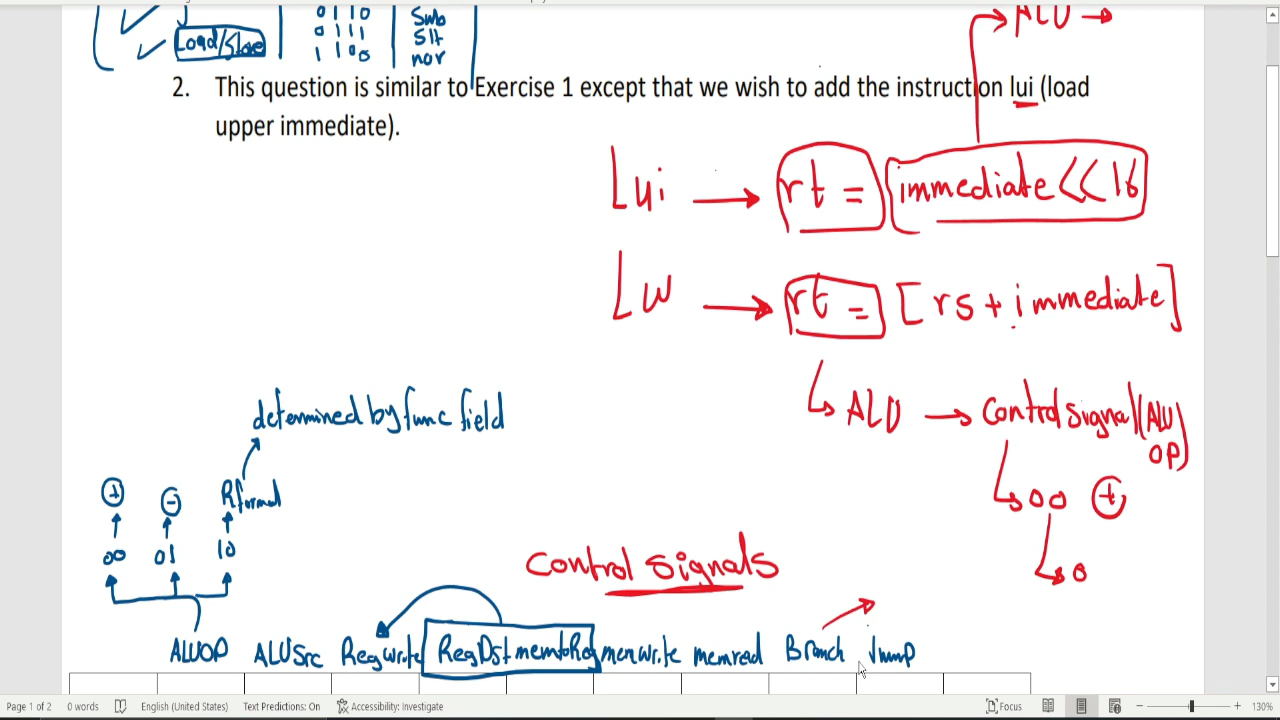 0110 Sub
Load/Store 0111 Slt
1100 nor
ALU
2. This question is similar to Exercise 1 except that we wish to add the instruction lui (load
upper immediate).
Lui → rt = immediate<<16
Lw → rt = [rs + immediate]
ALU → Control signal (ALU
OP)
00 +
0
determined by func field
+ - Rformat
00 01 10
Control signals
ALUOP ALUSrc RegWrite RegDst memtoReg memWrite memread Branch Jump
Page 1 of 2 0 words English (United States) Text Predictions: On Accessibility: Investigate Focus 130%